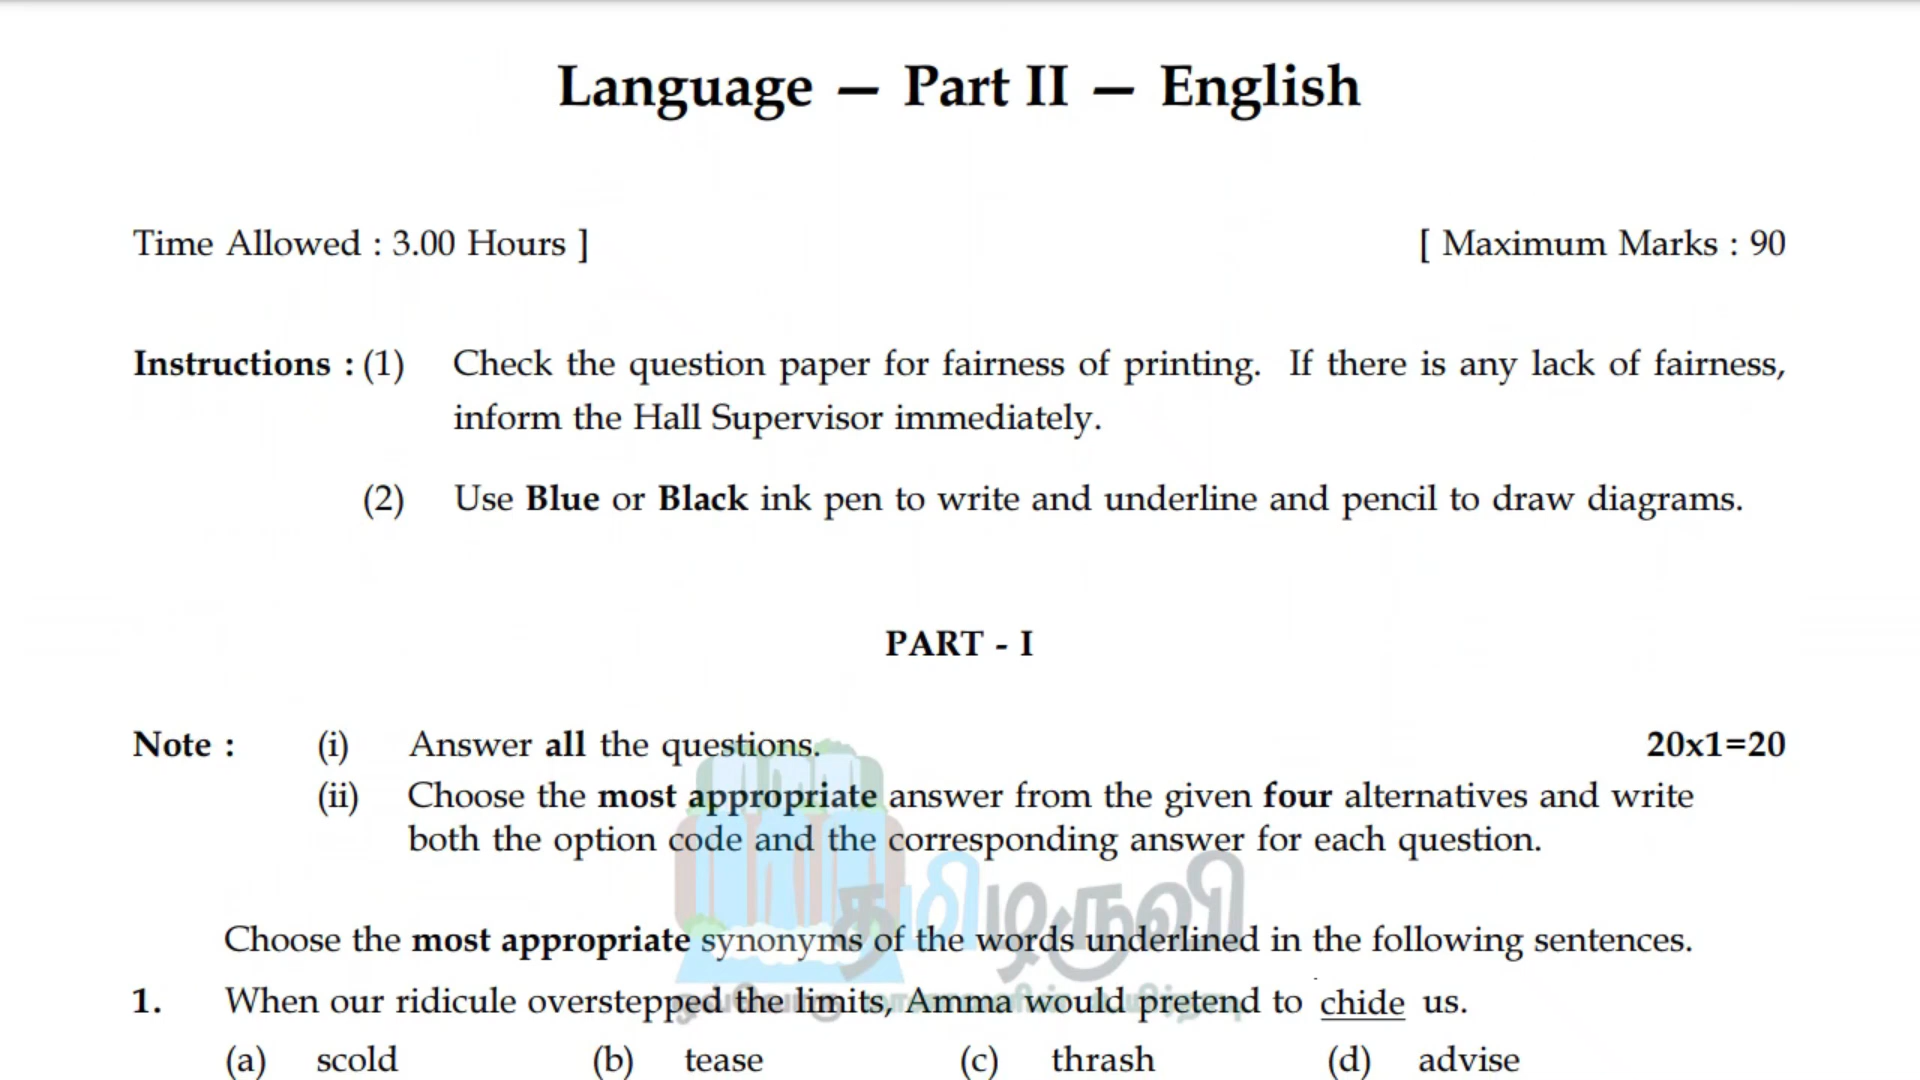 Language — Part II — English
Time Allowed : 3.00 Hours ] [ Maximum Marks : 90
Instructions : (1) Check the question paper for fairness of printing. If there is any lack of fairness,
inform the Hall Supervisor immediately.
(2) Use Blue or Black ink pen to write and underline and pencil to draw diagrams.
PART - I
Note : (i) Answer all the questions. 20x1=20
(ii) Choose the most appropriate answer from the given four alternatives and write
both the option code and the corresponding answer for each question.
தமிழருவி
Choose the most appropriate synonyms of the words underlined in the following sentences.
1. When our ridicule overstepped the limits, Amma would pretend to chide us.
(a) scold (b) tease (c) thrash (d) advise